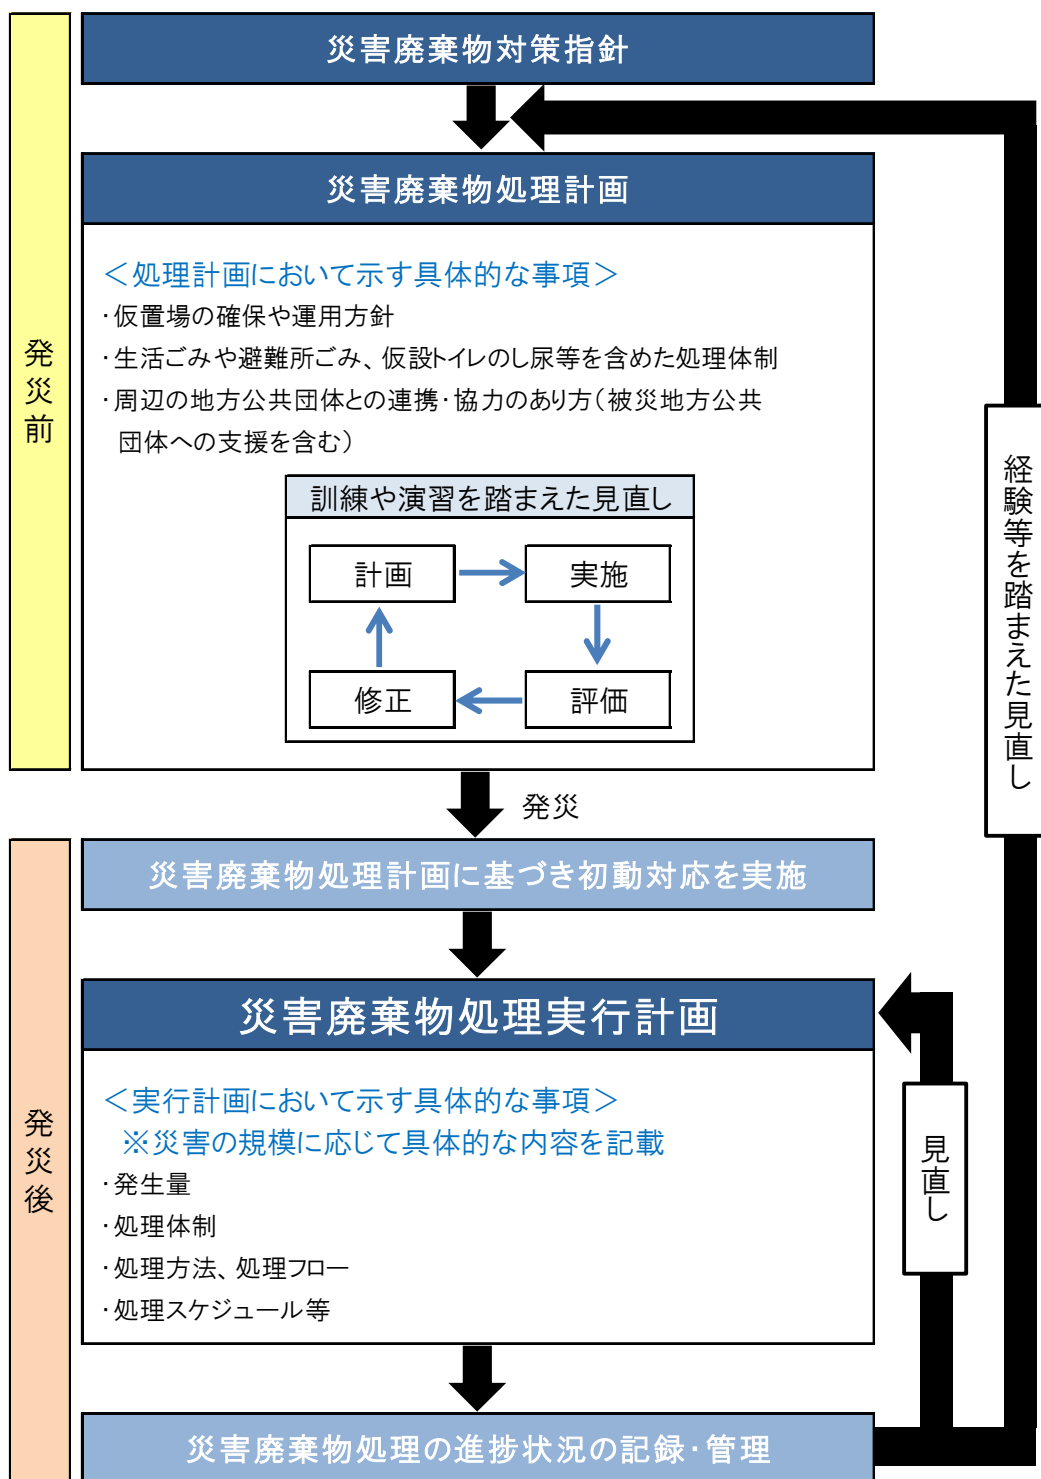 災害廃棄物対策指針
災害廃棄物処理計画
＜処理計画において示す具体的な事項＞
・仮置場の確保や運用方針
・生活ごみや避難所ごみ、仮設トイレのし尿等を含めた処理体制
・周辺の地方公共団体との連携・協力のあり方（被災地方公共
団体への支援を含む）
訓練や演習を踏まえた見直し
計画
実施
修正
評価
発災前
経験等を踏まえた見直し
発災
災害廃棄物処理計画に基づき初動対応を実施
災害廃棄物処理実行計画
＜実行計画において示す具体的な事項＞
※災害の規模に応じて具体的な内容を記載
・発生量
・処理体制
・処理方法、処理フロー
・処理スケジュール等
発災後
見直し
災害廃棄物処理の進捗状況の記録・管理